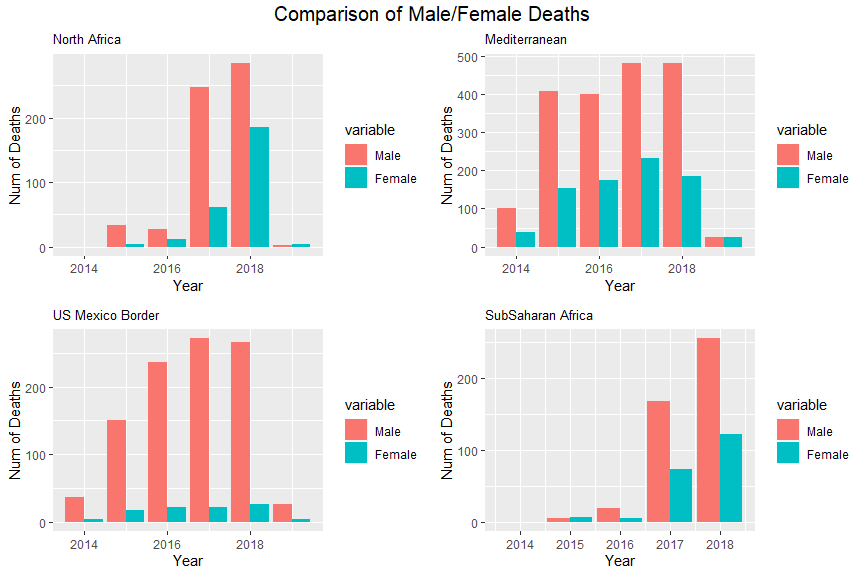 Comparison of Male/Female Deaths
North Africa
Num of Deaths
200
100
0
2014 2016 2018
Year
variable
Male
Female
Mediterranean
Num of Deaths
500
400
300
200
100
0
2014 2016 2018
Year
variable
Male
Female
US Mexico Border
Num of Deaths
200
100
0
2014 2016 2018
Year
variable
Male
Female
SubSaharan Africa
Num of Deaths
200
100
0
2014 2015 2016 2017 2018
Year
variable
Male
Female